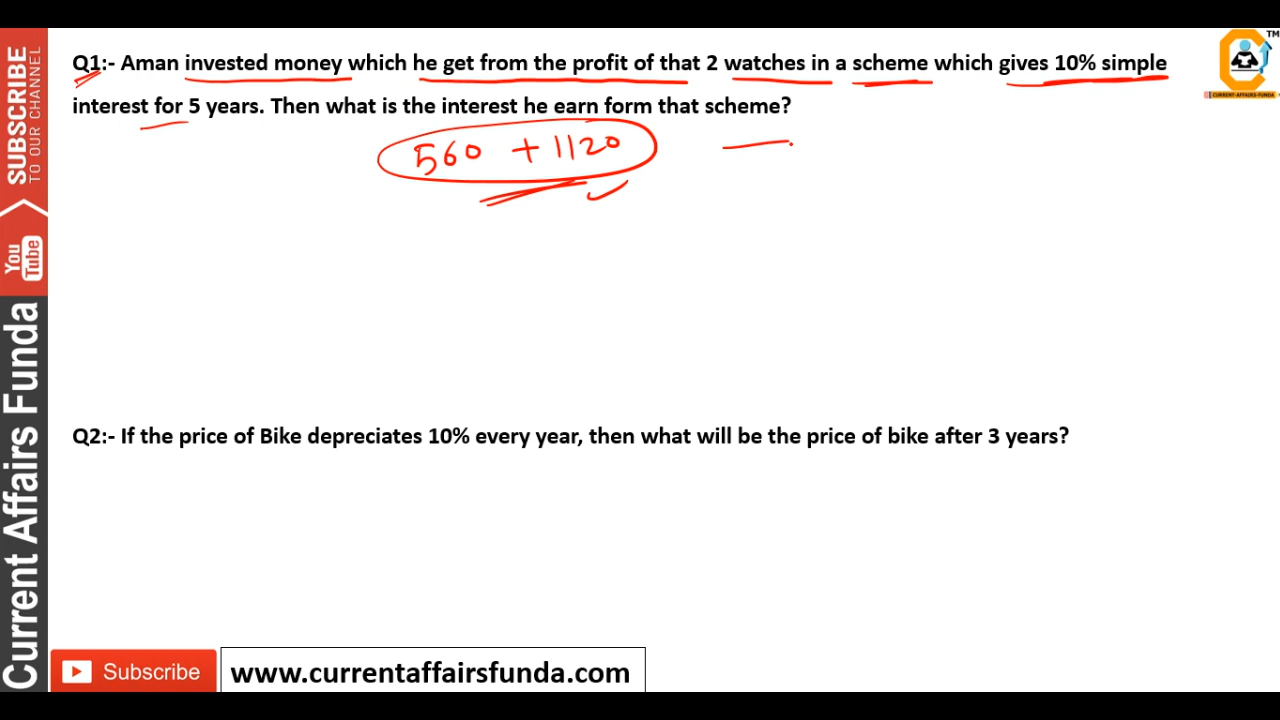 Q1:- Aman invested money which he get from the profit of that 2 watches in a scheme which gives 10% simple
interest for 5 years. Then what is the interest he earn form that scheme?
560 + 1120
Q2:- If the price of Bike depreciates 10% every year, then what will be the price of bike after 3 years?
SUBSCRIBE
TO OUR CHANNEL
You
Tube
Current Affairs Funda
TM
CURRENT-AFFAIRS-FUNDA
Subscribe
www.currentaffairsfunda.com